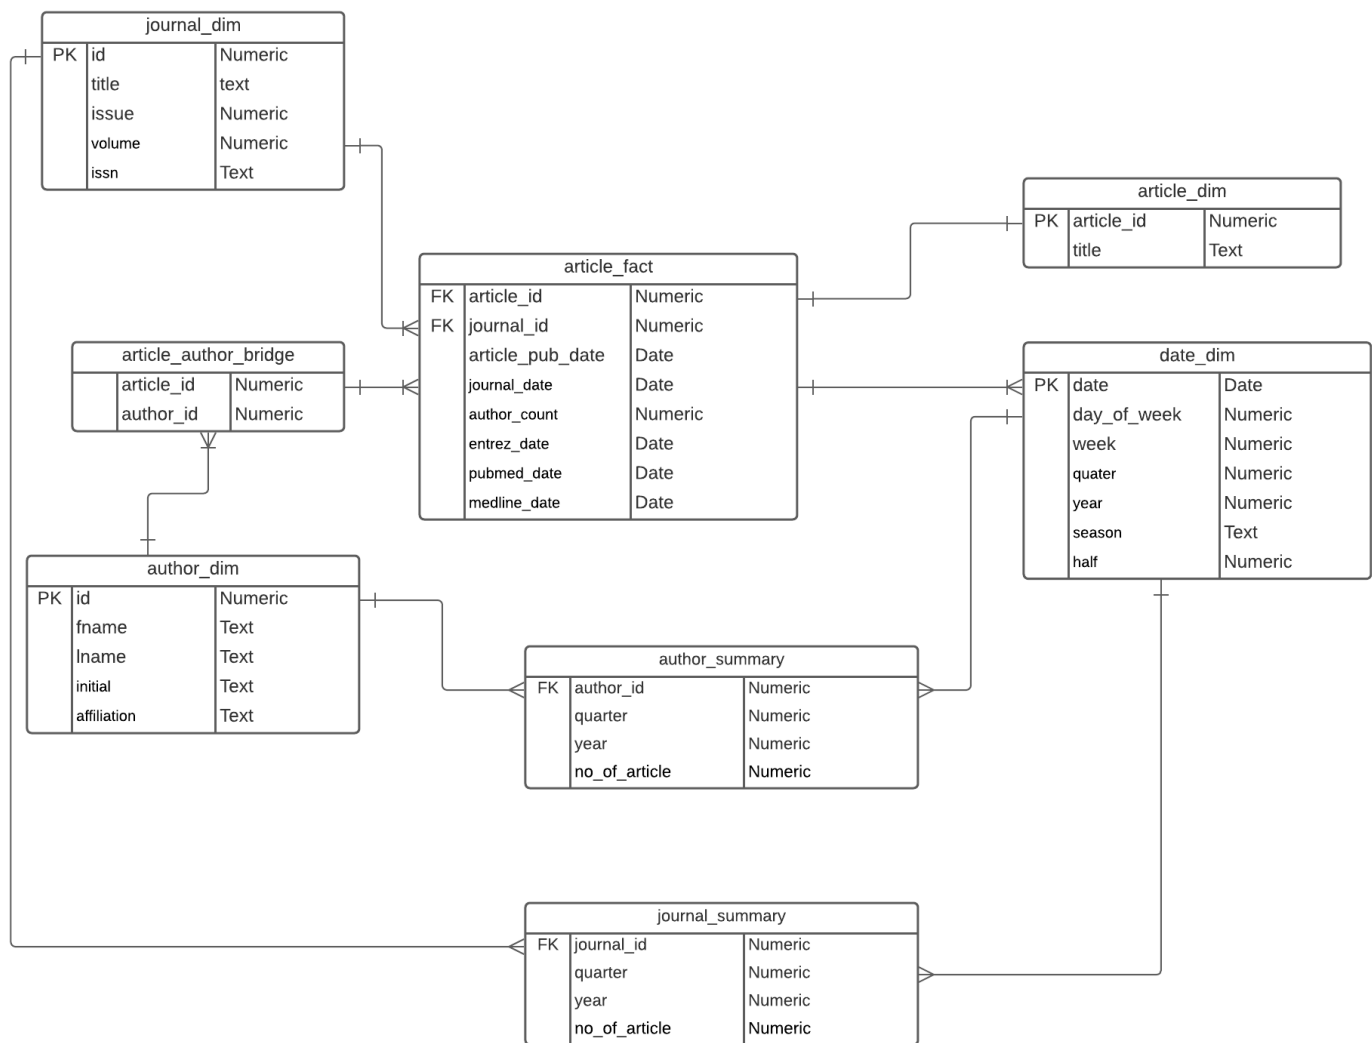 journal_dim
PK id Numeric
title text
issue Numeric
volume Numeric
issn Text
article_dim
PK article_id Numeric
title Text
article_fact
FK article_id Numeric
FK journal_id Numeric
article_pub_date Date
journal_date Date
author_count Numeric
entrez_date Date
pubmed_date Date
medline_date Date
article_author_bridge
article_id Numeric
author_id Numeric
date_dim
PK date Date
day_of_week Numeric
week Numeric
quater Numeric
year Numeric
season Text
half Numeric
author_dim
PK id Numeric
fname Text
lname Text
initial Text
affiliation Text
author_summary
FK author_id Numeric
quarter Numeric
year Numeric
no_of_article Numeric
journal_summary
FK journal_id Numeric
quarter Numeric
year Numeric
no_of_article Numeric